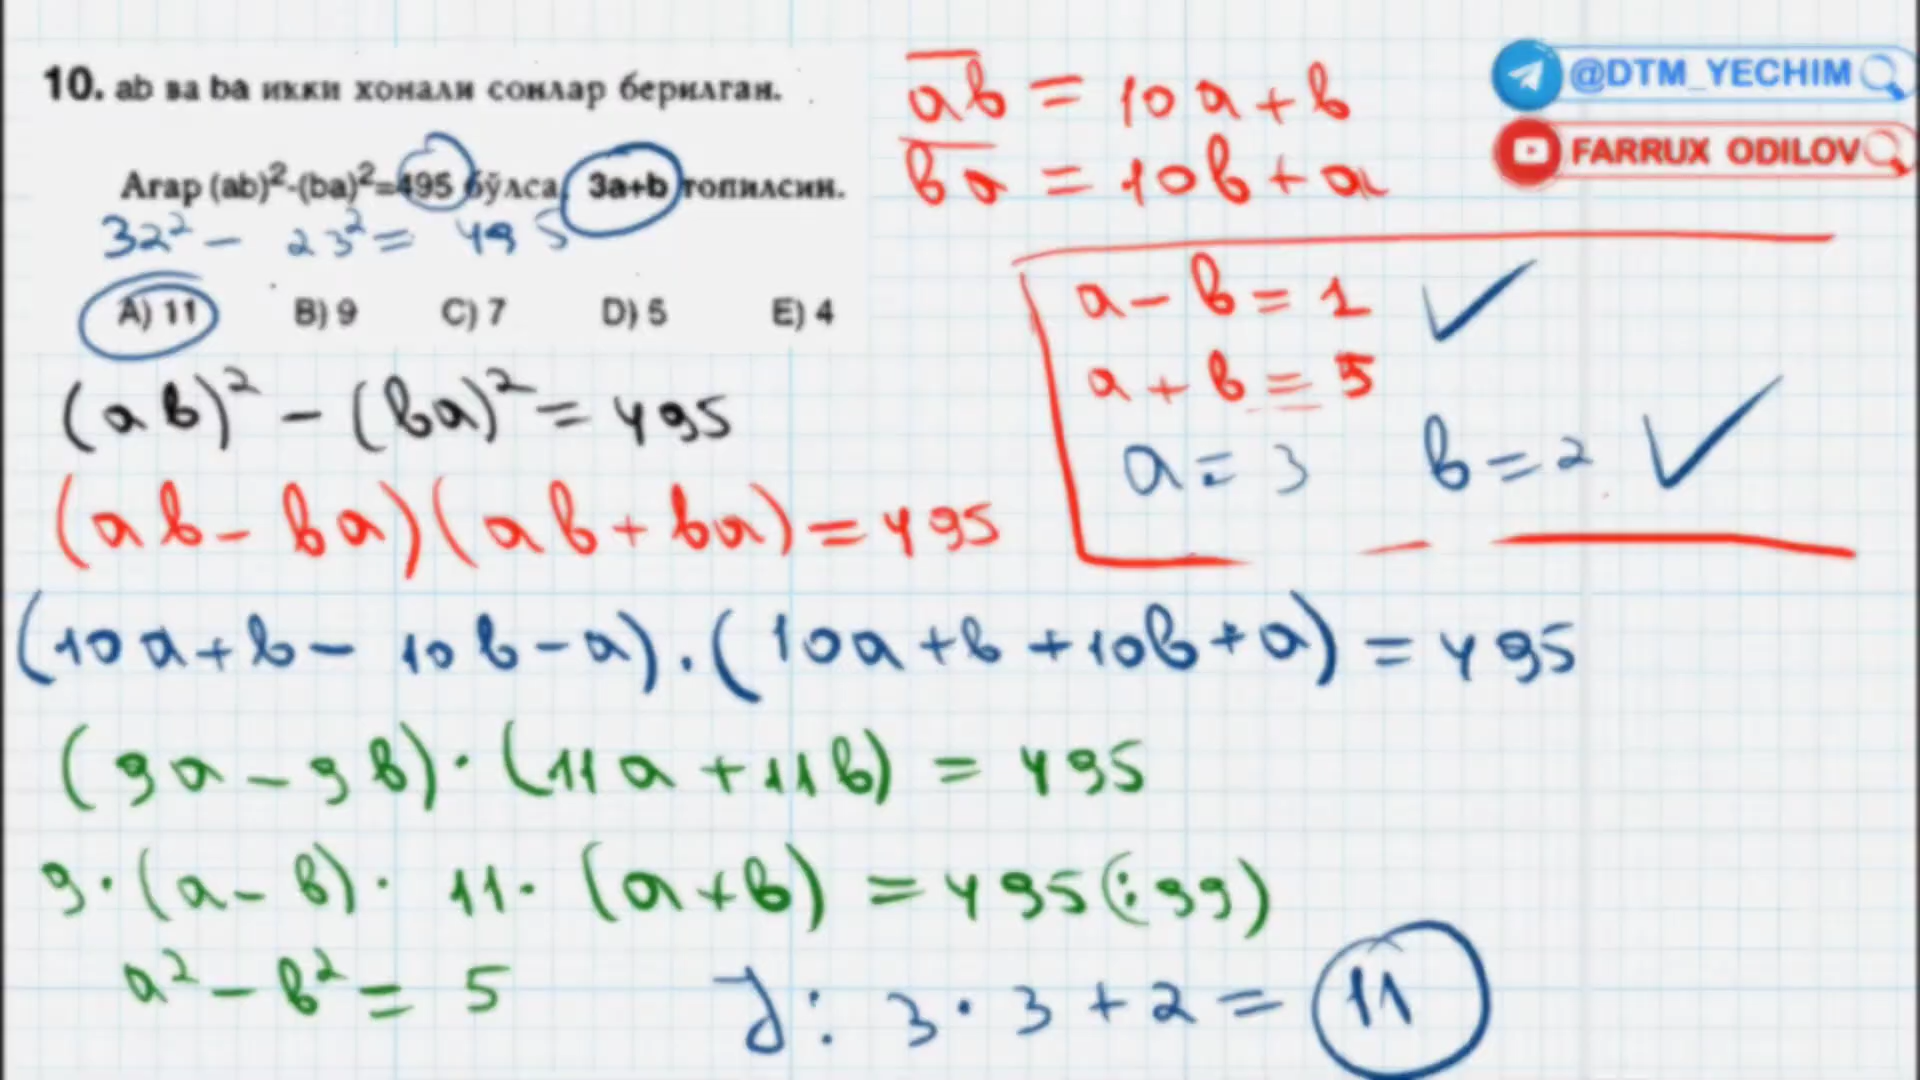 10. ab ва ba икки хонали сонлар берилган.
Агар (ab)²-(ba)²=495 бўлса, 3a+b топилсин.
32² - 23² = 495
A) 11 B) 9 C) 7 D) 5 E) 4
ab = 10a + b
ba = 10b + a
@DTM_YECHIM
FARRUX ODILOV
a - b = 1
a + b = 5
a = 3 b = 2
(ab)² - (ba)² = 495
(ab - ba)(ab + ba) = 495
(10a + b - 10b - a) · (10a + b + 10b + a) = 495
(9a - 9b) · (11a + 11b) = 495
9 · (a - b) · 11 · (a + b) = 495 (: 99)
a² - b² = 5
J: 3 · 3 + 2 = 11